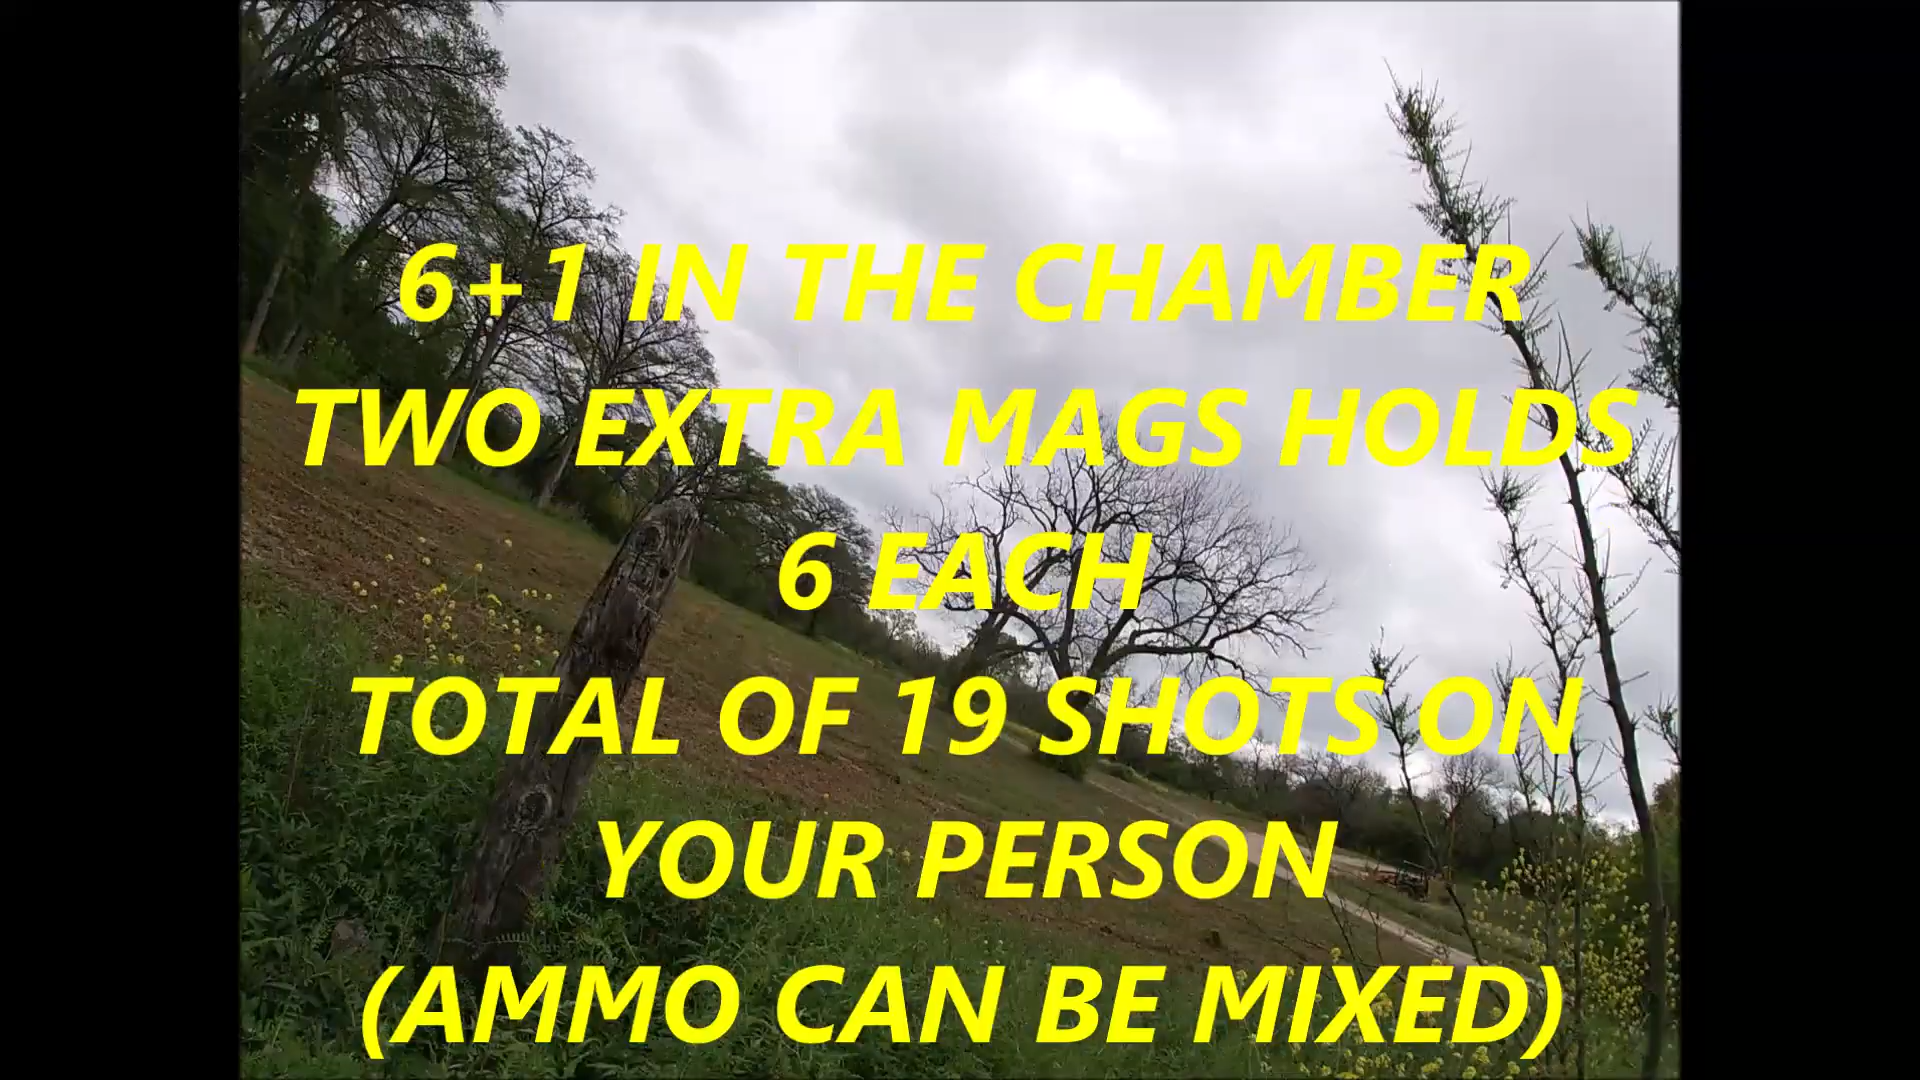 6+1 IN THE CHAMBER
TWO EXTRA MAGS HOLDS
6 EACH
TOTAL OF 19 SHOTS ON
YOUR PERSON
(AMMO CAN BE MIXED)